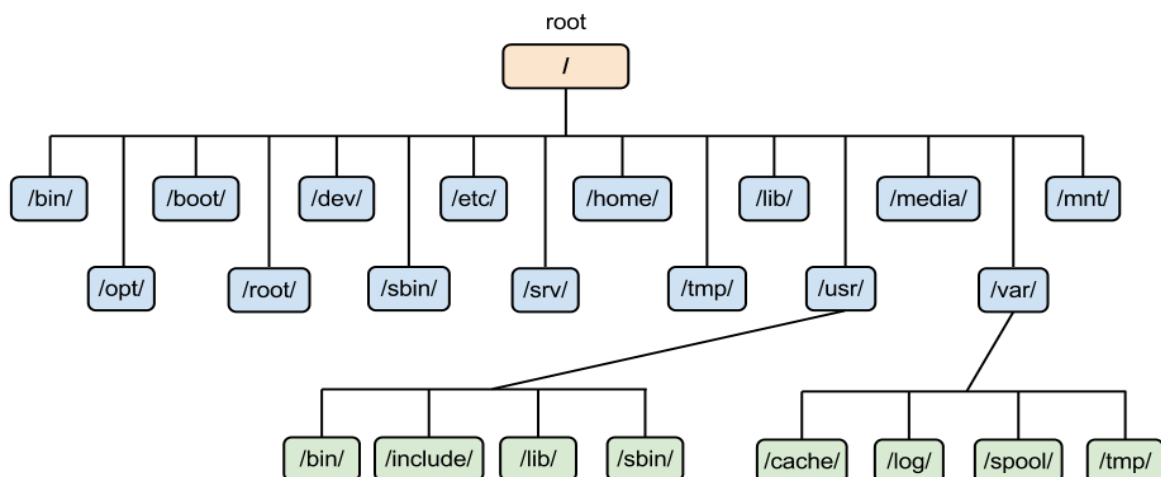 root
/
/bin/ /boot/ /dev/ /etc/ /home/ /lib/ /media/ /mnt/
/opt/ /root/ /sbin/ /srv/ /tmp/ /usr/ /var/
/bin/ /include/ /lib/ /sbin/ /cache/ /log/ /spool/ /tmp/